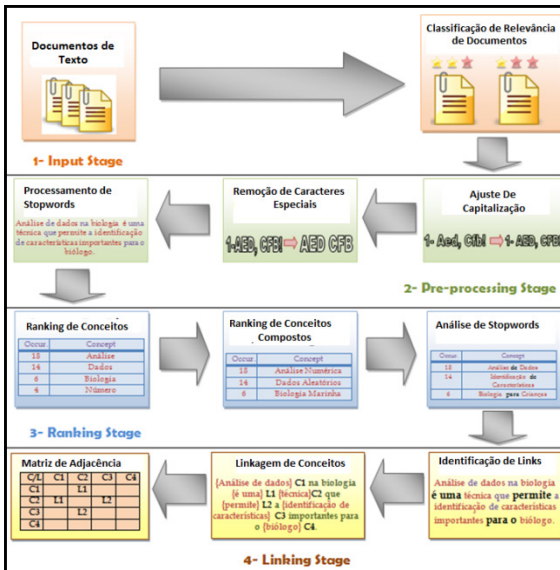 Documentos de
Texto
Classificação de Relevância
de Documentos
1- Input Stage
Processamento de
Stopwords
Análise de dados na biologia é uma
técnica que permite a identificação
de características importantes para o
biólogo.
Remoção de Caracteres
Especiais
1-AED, CFB! AED CFB
Ajuste De
Capitalização
1- Aed, Cfb! 1- AED, CFB!
2- Pre-processing Stage
Ranking de Conceitos
Occur. Concept
18 Análise
14 Dados
6 Biologia
4 Número
Ranking de Conceitos
Compostos
Occur. Concept
18 Análise Numérica
14 Dados Aleatórios
6 Biologia Marinha
Análise de Stopwords
Occur. Concept
18 Análise de Dados
14 Identificação de
Características
6 Biologia para Crianças
3- Ranking Stage
Matriz de Adjacência
C/L C1 C2 C3 C4
C1 L1
C2 L1 L2
C3 L2
C4
Linkagem de Conceitos
{Análise de dados} C1 na biologia
{é uma} L1 {técnica}C2 que
{permite} L2 a {identificação de
características} C3 importantes para
o {biólogo} C4.
Identificação de Links
Análise de dados na biologia
é uma técnica que permite a
identificação de características
importantes para o biólogo.
4- Linking Stage